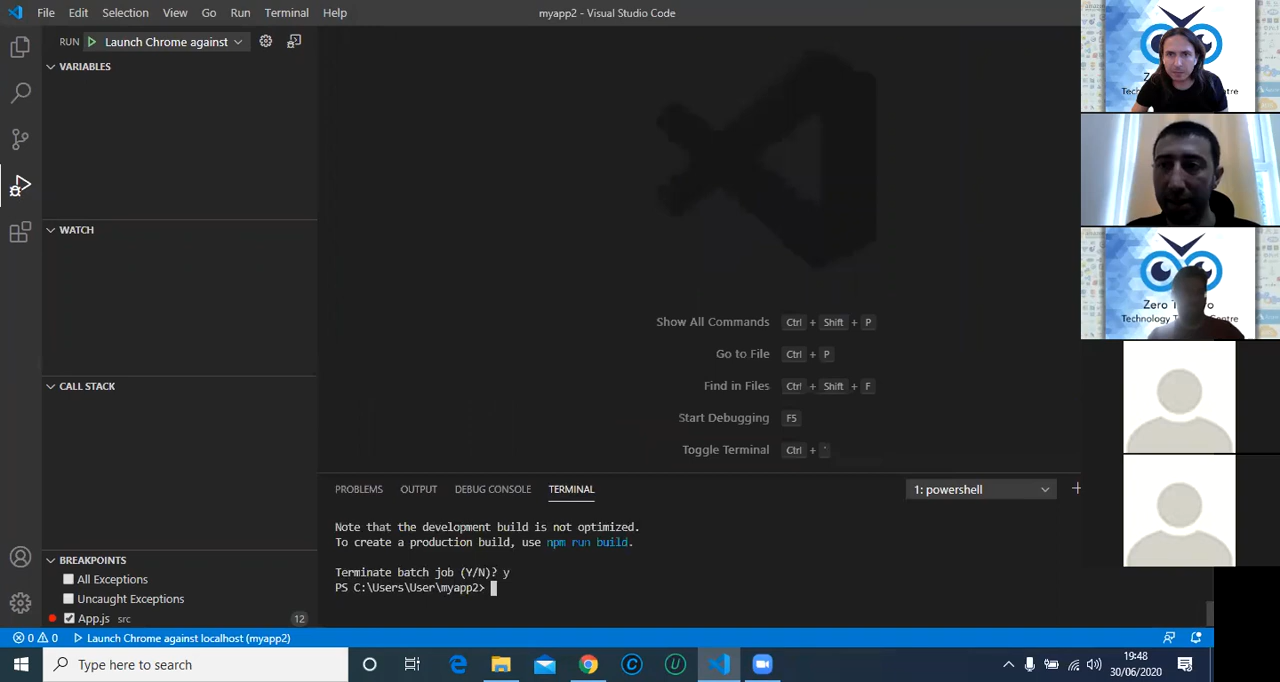 File Edit Selection View Go Run Terminal Help
myapp2 - Visual Studio Code
RUN Launch Chrome against
VARIABLES
WATCH
CALL STACK
BREAKPOINTS
All Exceptions
Uncaught Exceptions
App.js src 12
Show All Commands Ctrl + Shift + P
Go to File Ctrl + P
Find in Files Ctrl + Shift + F
Start Debugging F5
Toggle Terminal Ctrl + `
PROBLEMS OUTPUT DEBUG CONSOLE TERMINAL
1: powershell
Note that the development build is not optimized.
To create a production build, use npm run build.
Terminate batch job (Y/N)? y
PS C:\Users\User\myapp2>
0 0 Launch Chrome against localhost (myapp2)
Type here to search
19:48
30/06/2020
Zero
Technology Centre